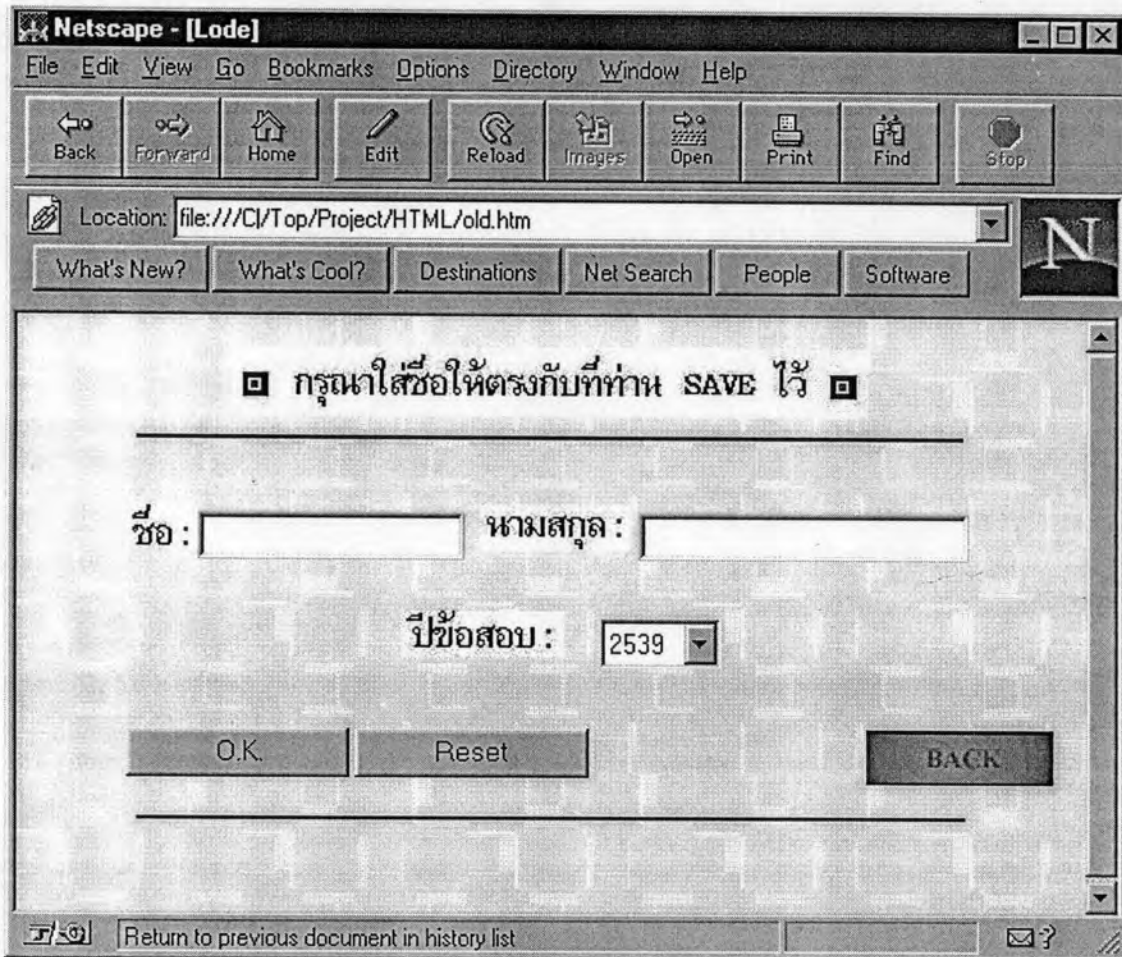 Netscape - [Lode]
File Edit View Go Bookmarks Options Directory Window Help
Back Forward Home Edit Reload Images Open Print Find Stop
Location: file:///C|/Top/Project/HTML/old.htm
N
What's New? What's Cool? Destinations Net Search People Software
กรุณาใส่ชื่อให้ตรงกับที่ท่าน SAVE ไว้
ชื่อ : นามสกุล :
ปีข้อสอบ : 2539
O.K. Reset BACK
Return to previous document in history list
?